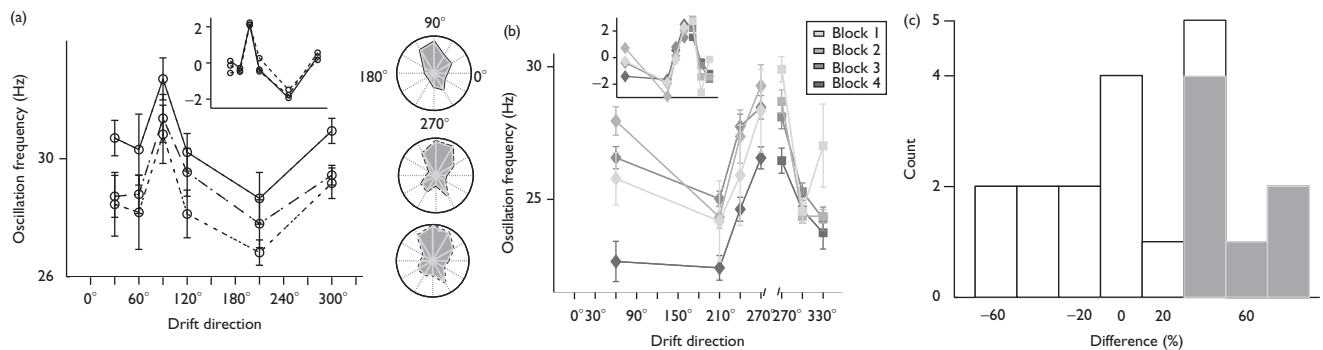 (a)
Oscillation frequency (Hz)
30
26
2
0
−2
0°
60°
120°
180°
240°
300°
Drift direction
90°
180°
0°
270°
(b)
Oscillation frequency (Hz)
30
25
2
0
−2
Block 1
Block 2
Block 3
Block 4
0°
30°
90°
210°
270°
270°
330°
Drift direction
(c)
Count
5
4
2
0
−60
−20
0
20
60
Difference (%)